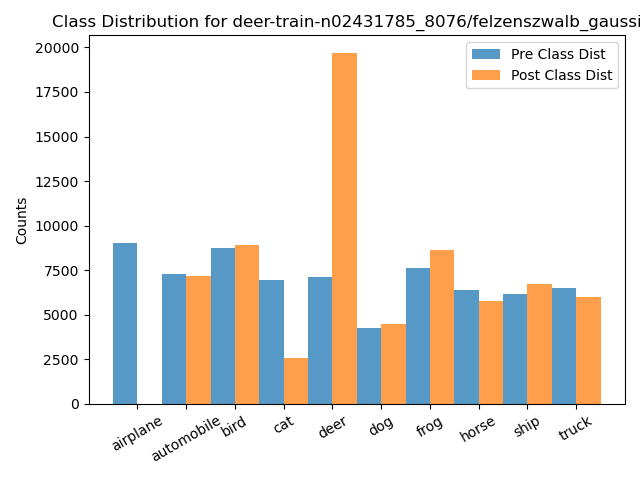 Class Distribution for deer-train-n02431785_8076/felzenszwalb_gaussi
Pre Class Dist
Post Class Dist
Counts
20000
17500
15000
12500
10000
7500
5000
2500
0
airplane
automobile
bird
cat
deer
dog
frog
horse
ship
truck